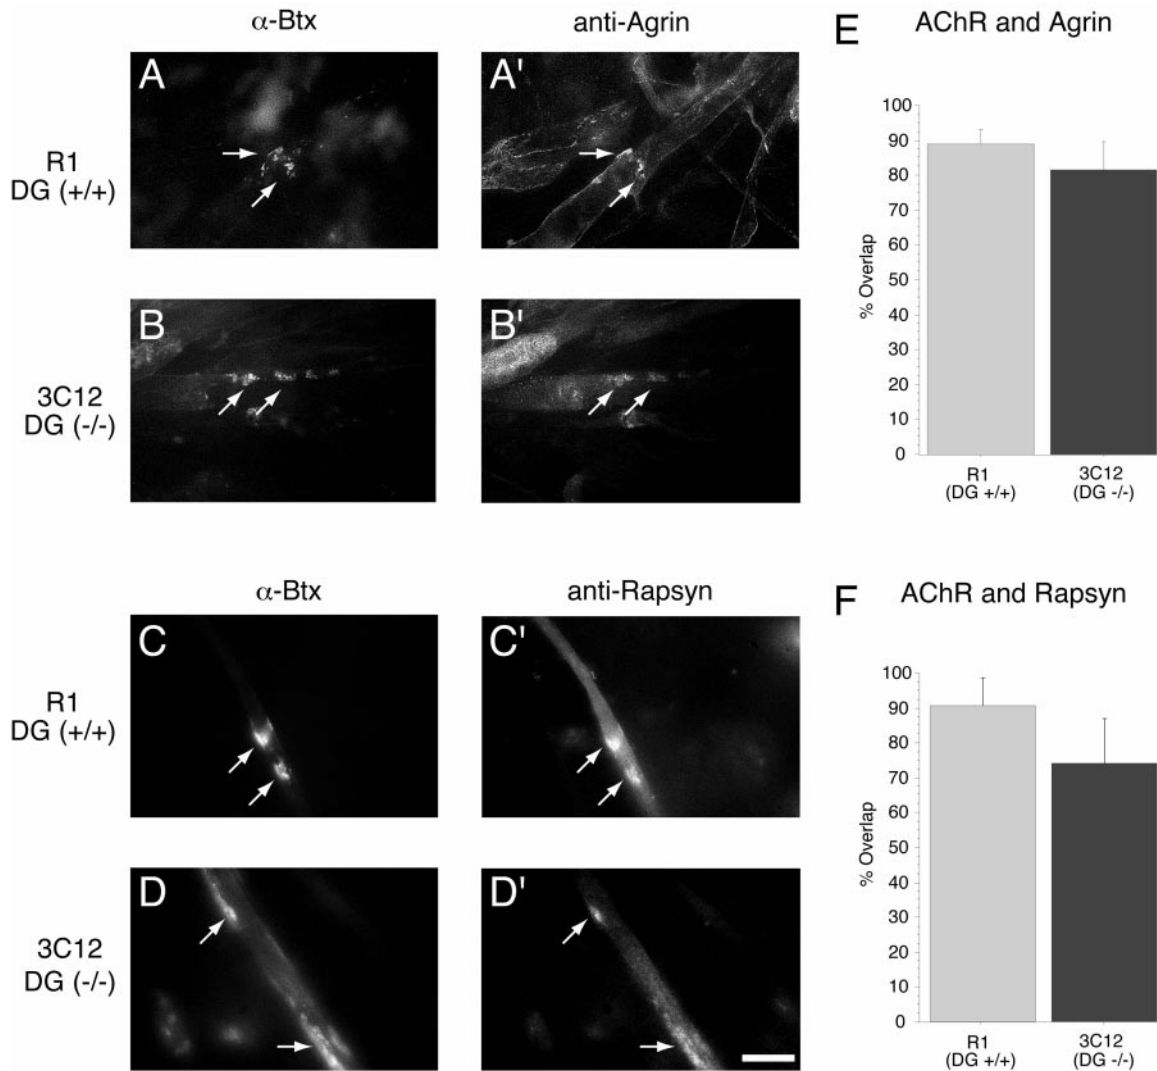 α-Btx
anti-Agrin
A
A'
R1
DG (+/+)
B
B'
3C12
DG (-/-)
E
AChR and Agrin
100
90
80
70
60
50
40
30
20
10
0
% Overlap
R1
(DG +/+)
3C12
(DG -/-)
α-Btx
anti-Rapsyn
C
C'
R1
DG (+/+)
D
D'
3C12
DG (-/-)
F
AChR and Rapsyn
100
90
80
70
60
50
40
30
20
10
0
% Overlap
R1
(DG +/+)
3C12
(DG -/-)